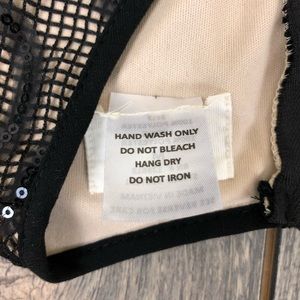 HAND WASH ONLY
DO NOT BLEACH
HANG DRY
DO NOT IRON